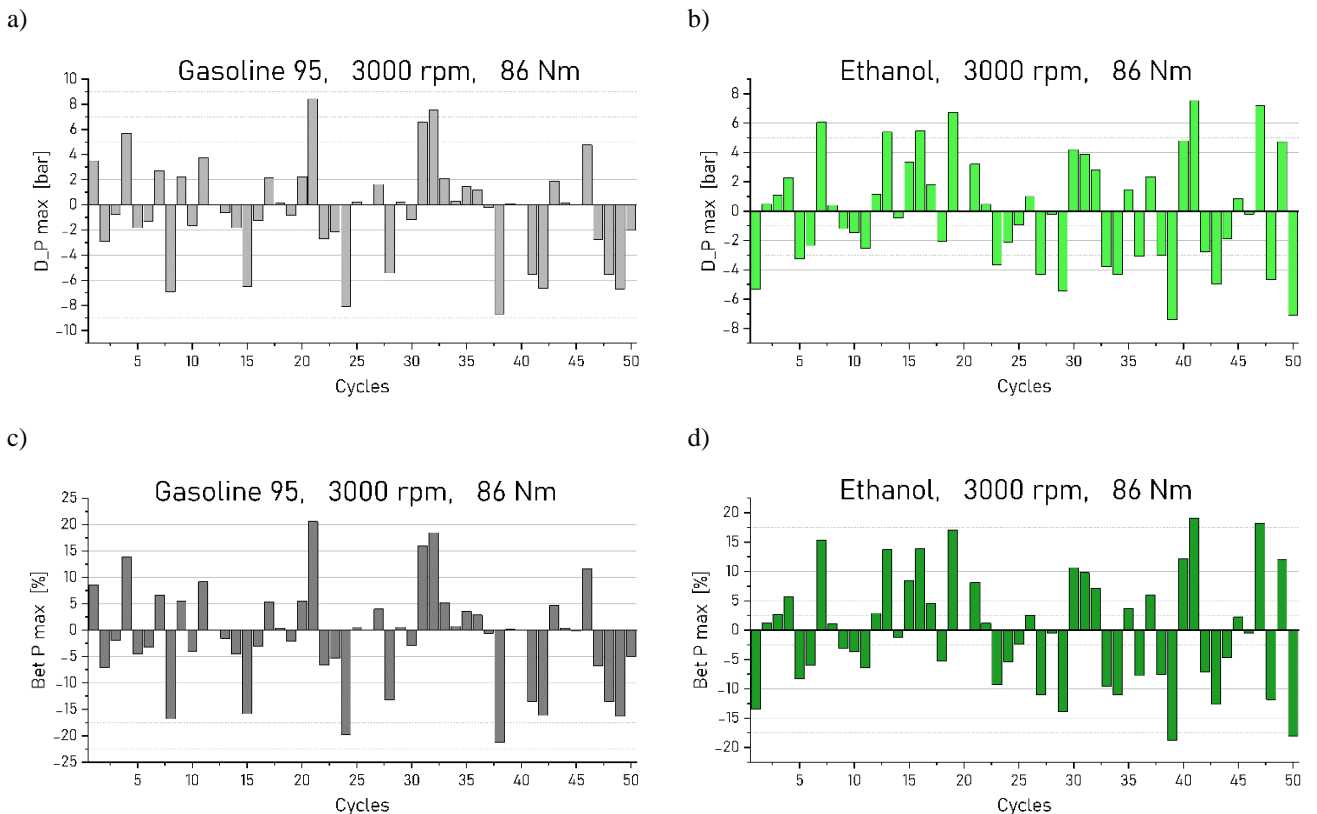 a)
Gasoline 95, 3000 rpm, 86 Nm
D_P max [bar]
10
8
6
4
2
0
−2
−4
−6
−8
−10
5 10 15 20 25 30 35 40 45 50
Cycles
b)
Ethanol, 3000 rpm, 86 Nm
D_P max [bar]
8
6
4
2
0
−2
−4
−6
−8
5 10 15 20 25 30 35 40 45 50
Cycles
c)
Gasoline 95, 3000 rpm, 86 Nm
Bet P max [%]
25
20
15
10
5
0
−5
−10
−15
−20
−25
5 10 15 20 25 30 35 40 45 50
Cycles
d)
Ethanol, 3000 rpm, 86 Nm
Bet P max [%]
20
15
10
5
0
−5
−10
−15
−20
5 10 15 20 25 30 35 40 45 50
Cycles